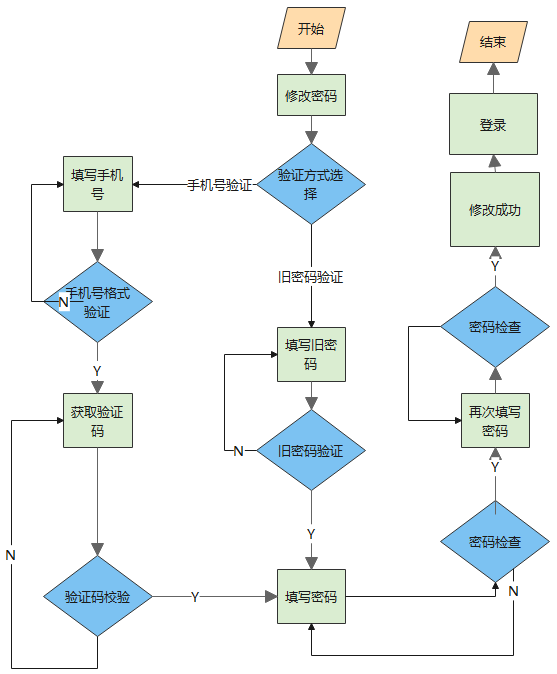 开始
结束
修改密码
登录
填写手机
号
手机号验证
验证方式选
择
修改成功
旧密码验证
Y
N
手机号格式
验证
填写旧密
码
密码检查
Y
获取验证
码
再次填写
密码
N
旧密码验证
Y
N
Y
密码检查
验证码校验
Y
填写密码
N